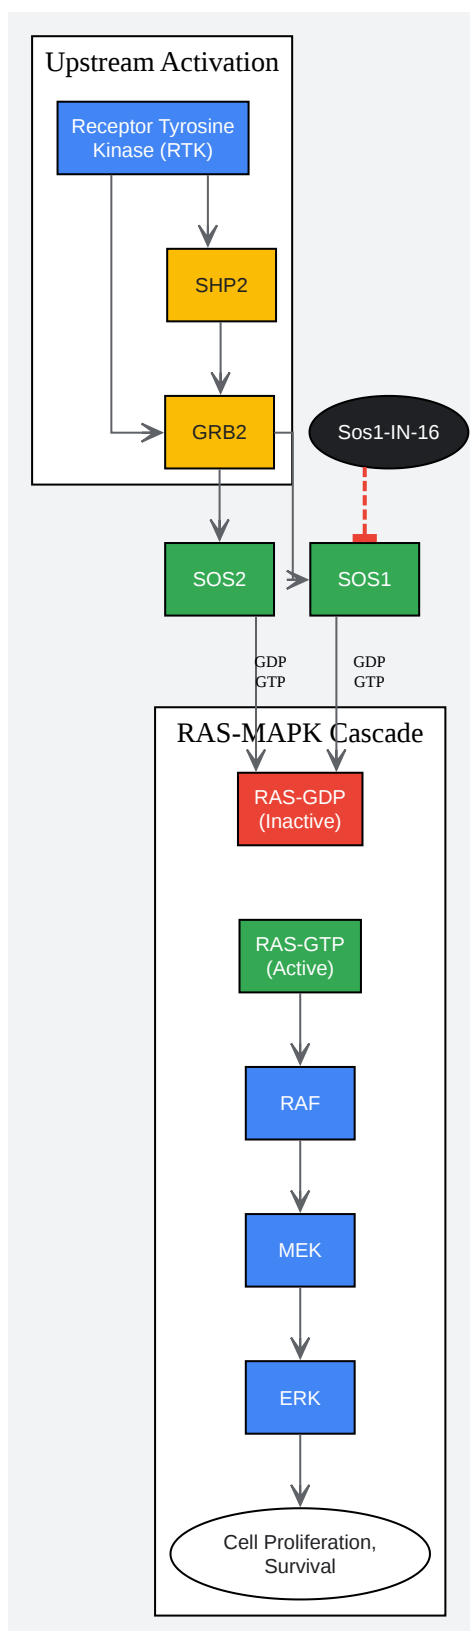 Upstream Activation
Receptor Tyrosine
Kinase (RTK)
SHP2
GRB2
Sos1-IN-16
SOS2
SOS1
GDP
GTP
GDP
GTP
RAS-MAPK Cascade
RAS-GDP
(Inactive)
RAS-GTP
(Active)
RAF
MEK
ERK
Cell Proliferation,
Survival